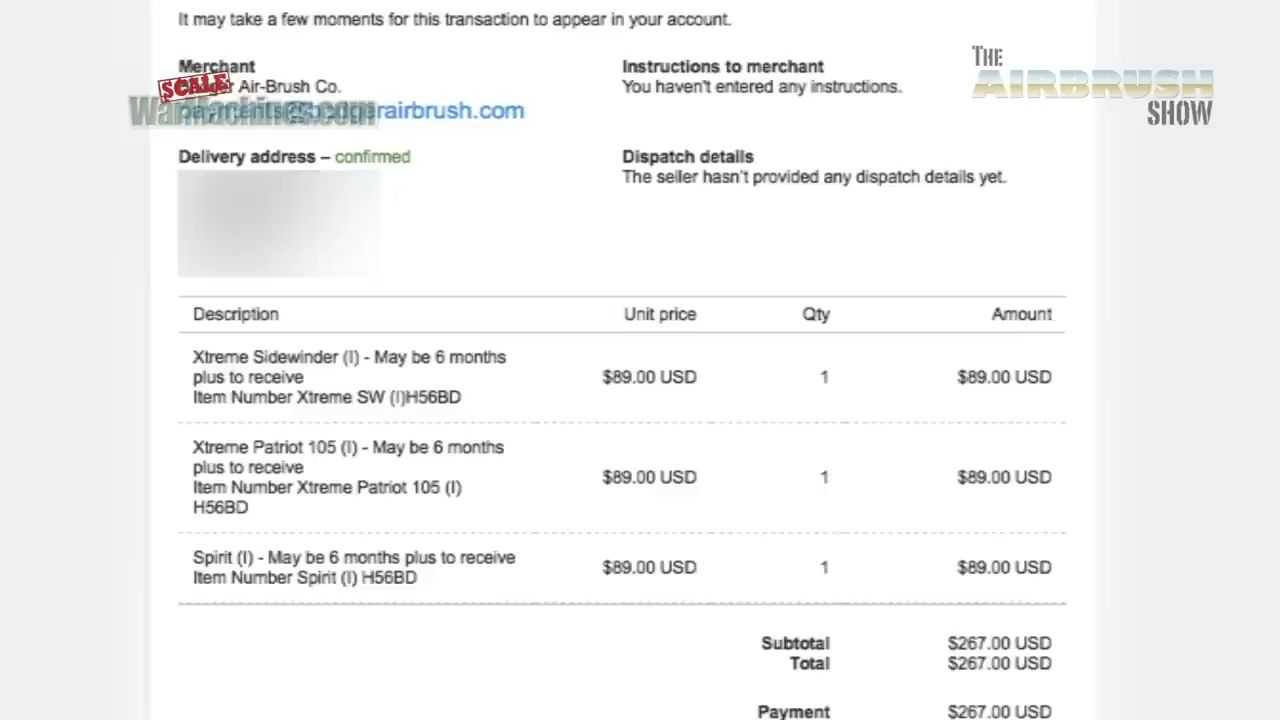 It may take a few moments for this transaction to appear in your account.
THE
AIRBRUSH
SHOW
Merchant
Instructions to merchant
SCALE
Air-Brush Co.
You haven't entered any instructions.
WarMachines.com
Delivery address – confirmed
Dispatch details
The seller hasn't provided any dispatch details yet.
Description Unit price Qty Amount
Xtreme Sidewinder (I) - May be 6 months
plus to receive
$89.00 USD 1 $89.00 USD
Item Number Xtreme SW (I)H56BD
Xtreme Patriot 105 (I) - May be 6 months
plus to receive
$89.00 USD 1 $89.00 USD
Item Number Xtreme Patriot 105 (I)
H56BD
Spirit (I) - May be 6 months plus to receive
$89.00 USD 1 $89.00 USD
Item Number Spirit (I) H56BD
Subtotal $267.00 USD
Total $267.00 USD
Payment $267.00 USD